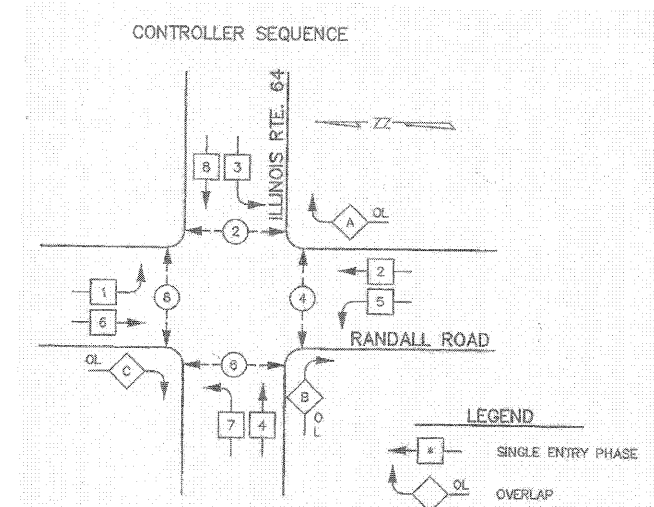 CONTROLLER SEQUENCE
ILLINOIS RTE. 64
8
3
A
OL
2
1
6
8
4
2
5
RANDALL ROAD
OL
C
6
B
OL
7
4
LEGEND
* SINGLE ENTRY PHASE
OL OVERLAP